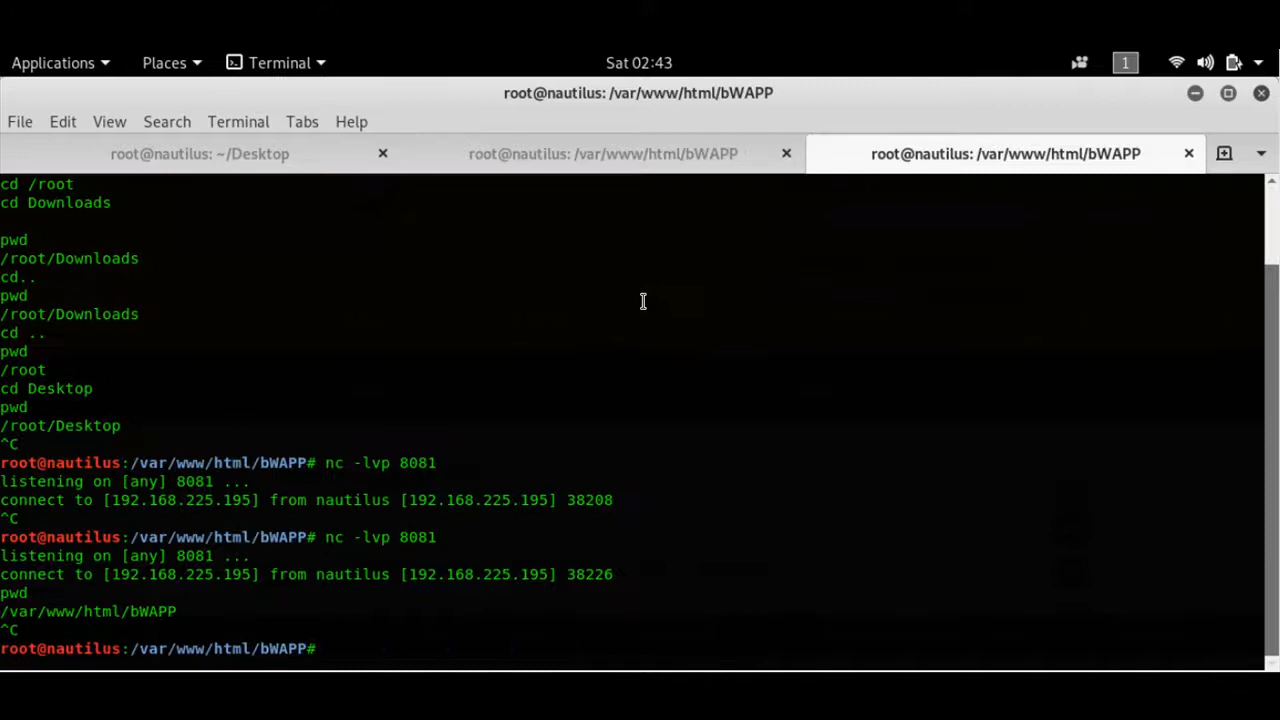 Applications Places Terminal Sat 02:43 1
root@nautilus: /var/www/html/bWAPP
File Edit View Search Terminal Tabs Help
root@nautilus: ~/Desktop root@nautilus: /var/www/html/bWAPP root@nautilus: /var/www/html/bWAPP
cd /root
cd Downloads
pwd
/root/Downloads
cd..
pwd
/root/Downloads
cd ..
pwd
/root
cd Desktop
pwd
/root/Desktop
^C
root@nautilus:/var/www/html/bWAPP# nc -lvp 8081
listening on [any] 8081 ...
connect to [192.168.225.195] from nautilus [192.168.225.195] 38208
^C
root@nautilus:/var/www/html/bWAPP# nc -lvp 8081
listening on [any] 8081 ...
connect to [192.168.225.195] from nautilus [192.168.225.195] 38226
pwd
/var/www/html/bWAPP
^C
root@nautilus:/var/www/html/bWAPP#